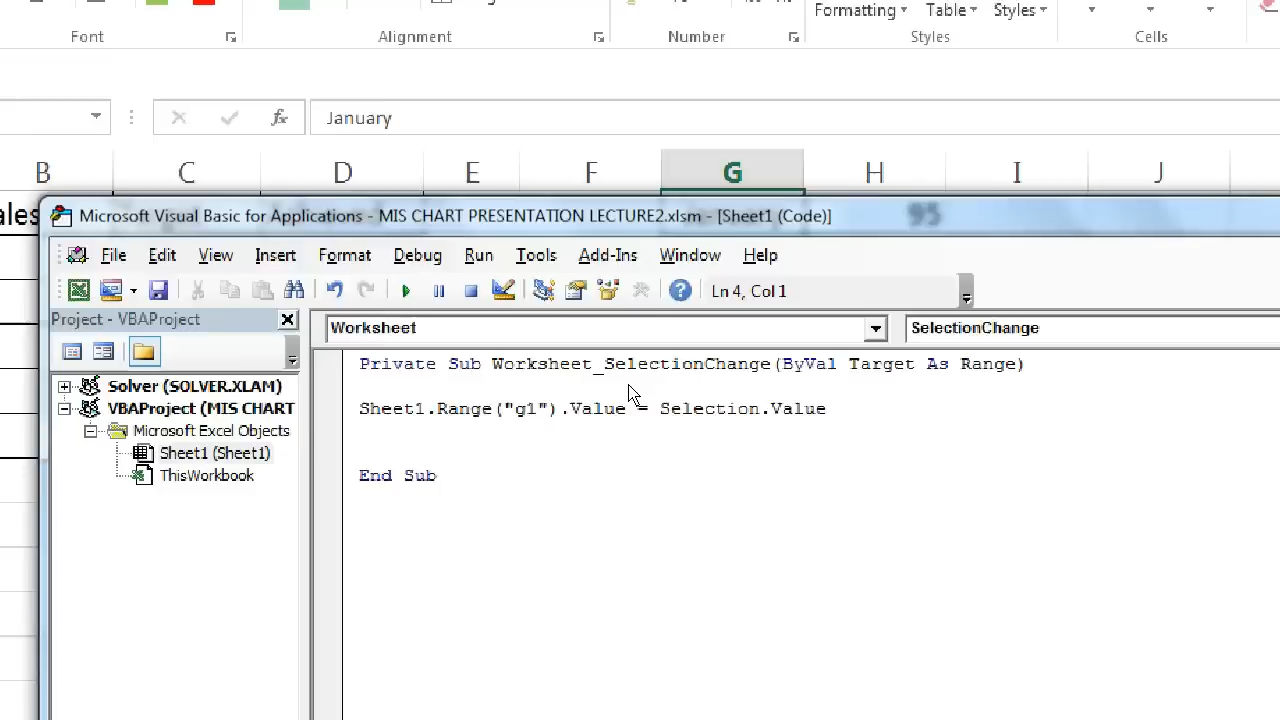 Formatting Table Styles
Font Alignment Number Styles Cells
fx January
B C D E F G H I J
ales 95
Microsoft Visual Basic for Applications - MIS CHART PRESENTATION LECTURE2.xlsm - [Sheet1 (Code)]
File Edit View Insert Format Debug Run Tools Add-Ins Window Help
Ln 4, Col 1
Project - VBAProject
Worksheet SelectionChange
Private Sub Worksheet_SelectionChange(ByVal Target As Range)
Solver (SOLVER.XLAM)
VBAProject (MIS CHART
Sheet1.Range("g1").Value = Selection.Value
Microsoft Excel Objects
Sheet1 (Sheet1)
ThisWorkbook
End Sub